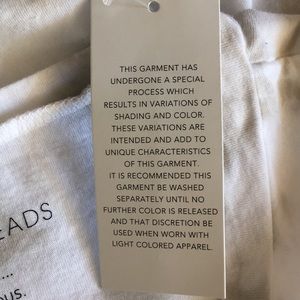 THIS GARMENT HAS
UNDERGONE A SPECIAL
PROCESS WHICH
RESULTS IN VARIATIONS OF
SHADING AND COLOR.
THESE VARIATIONS ARE
INTENDED AND ADD TO
UNIQUE CHARACTERISTICS
OF THIS GARMENT.
IT IS RECOMMENDED THIS
GARMENT BE WASHED
SEPARATELY UNTIL NO
FURTHER COLOR IS RELEASED
AND THAT DISCRETION BE
USED WHEN WORN WITH
LIGHT COLORED APPAREL.
EADS
...
ous.